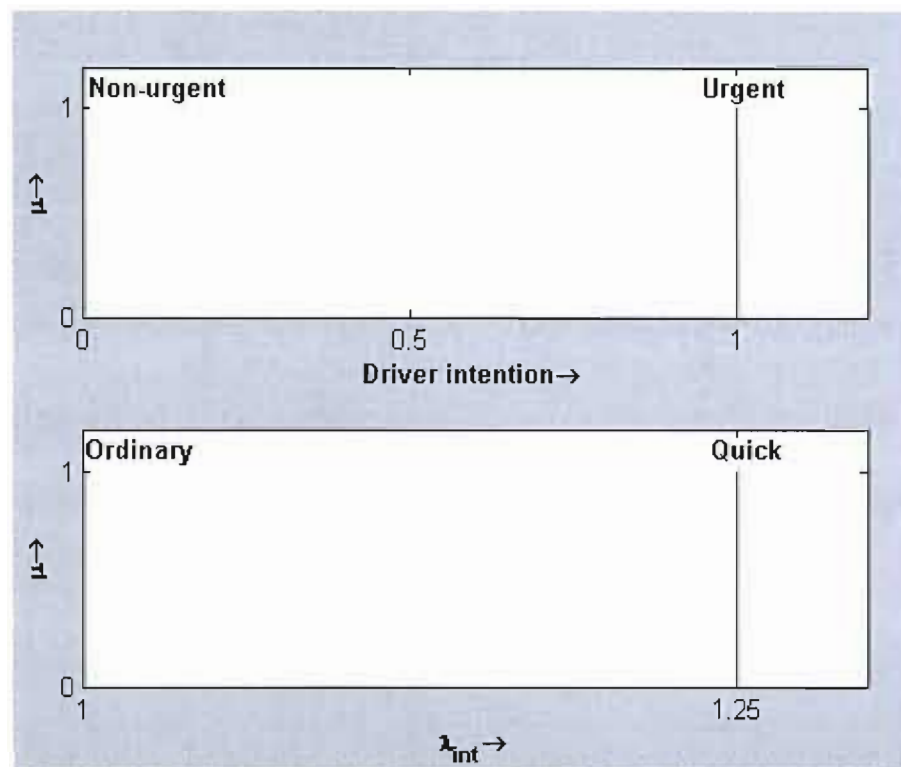 Non-urgent Urgent
1
μ→
0
0 0.5 1
Driver intention→
Ordinary Quick
1
μ→
0
1 1.25
λint→